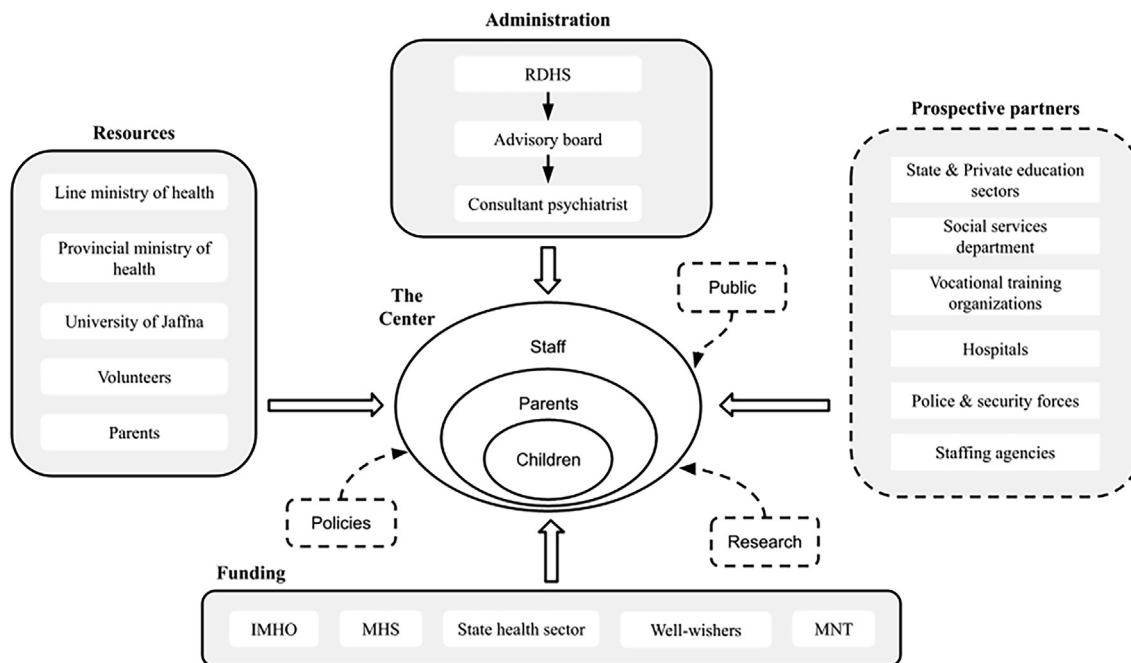 Administration
RDHS
Advisory board
Consultant psychiatrist
Resources
Line ministry of health
Provincial ministry of
health
University of Jaffna
Volunteers
Parents
Prospective partners
State & Private education
sectors
Social services
department
Vocational training
organizations
Hospitals
Police & security forces
Staffing agencies
The
Center
Public
Staff
Parents
Children
Policies
Research
Funding
IMHO
MHS
State health sector
Well-wishers
MNT